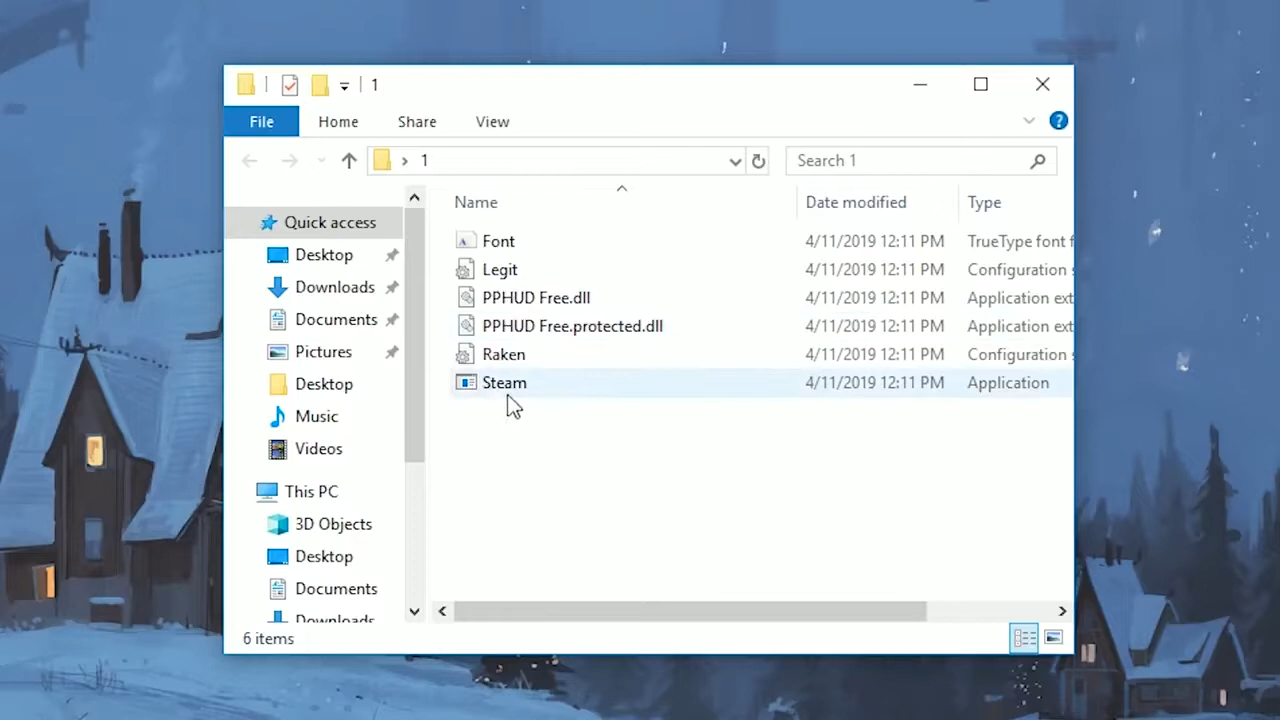 1
File Home Share View
1
Search 1
Quick access
Desktop
Downloads
Documents
Pictures
Desktop
Music
Videos
This PC
3D Objects
Desktop
Documents
Downloads
Name Date modified Type
Font 4/11/2019 12:11 PM TrueType font f
Legit 4/11/2019 12:11 PM Configuration s
PPHUD Free.dll 4/11/2019 12:11 PM Application ext
PPHUD Free.protected.dll 4/11/2019 12:11 PM Application ext
Raken 4/11/2019 12:11 PM Configuration s
Steam 4/11/2019 12:11 PM Application
6 items